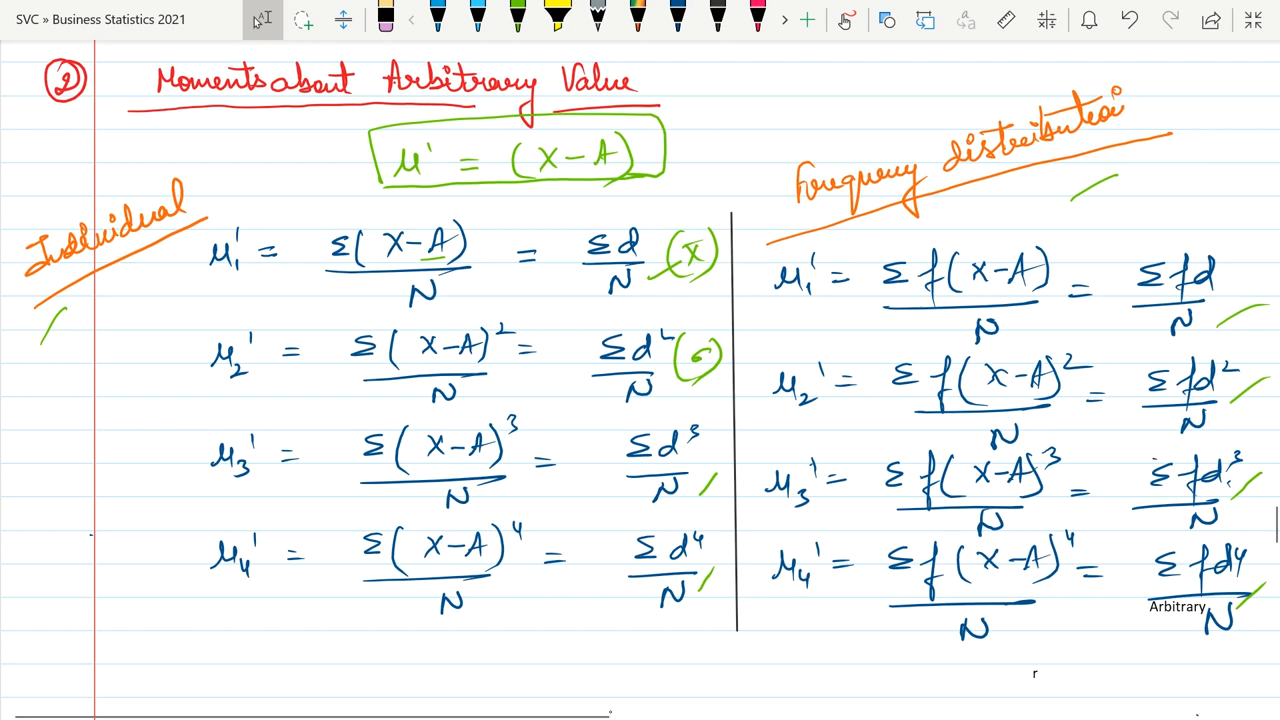 SVC » Business Statistics 2021
② Moments about Arbitrary Value
μ' = (X-A)
Individual
μ₁' = Σ(X-A)/N = Σd/N (x̄)
μ₂' = Σ(X-A)²/N = Σd²/N (σ)
μ₃' = Σ(X-A)³/N = Σd³/N
μ₄' = Σ(X-A)⁴/N = Σd⁴/N
Frequency distribution
μ₁' = Σf(X-A)/N = Σfd/N
μ₂' = Σf(X-A)²/N = Σfd²/N
μ₃' = Σf(X-A)³/N = Σfd³/N
μ₄' = Σf(X-A)⁴/N = Σfd⁴/N
Arbitrary
r